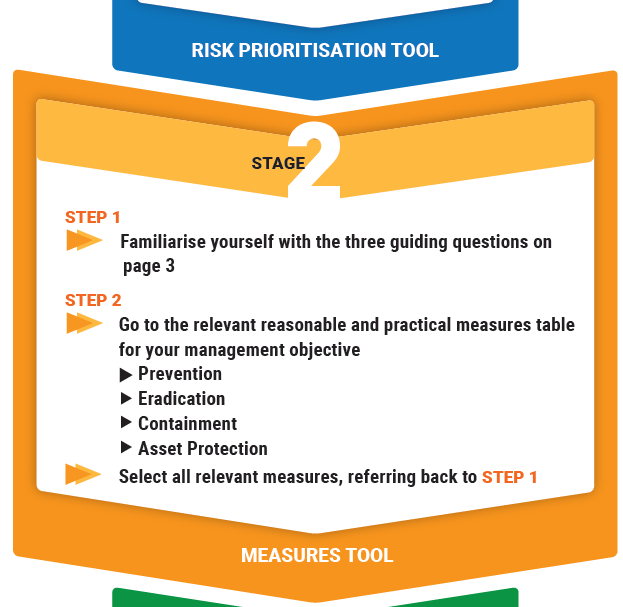 RISK PRIORITISATION TOOL
STAGE 2
STEP 1
Familiarise yourself with the three guiding questions on
page 3
STEP 2
Go to the relevant reasonable and practical measures table
for your management objective
Prevention
Eradication
Containment
Asset Protection
Select all relevant measures, referring back to STEP 1
MEASURES TOOL